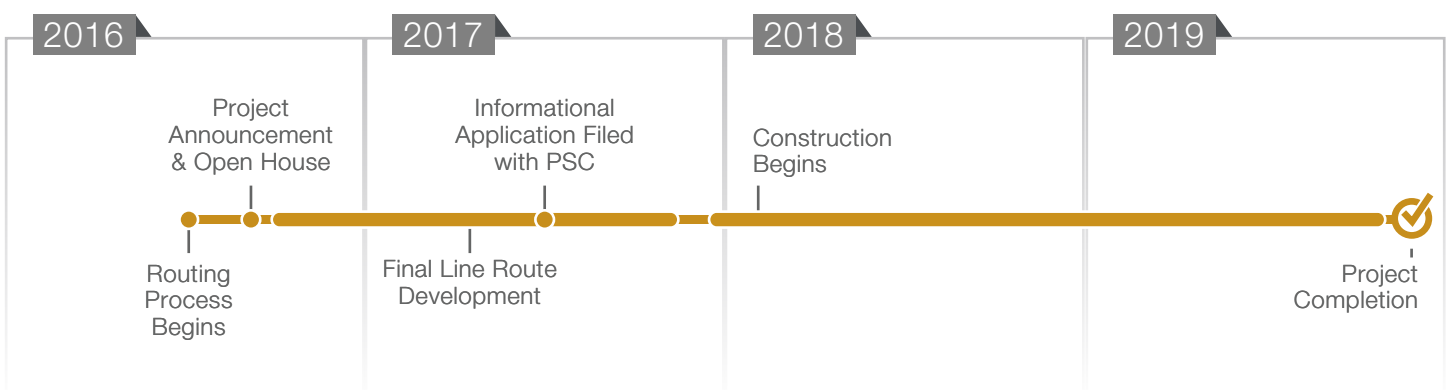 2016
2017
2018
2019
Project
Announcement
& Open House
Informational
Application Filed
with PSC
Construction
Begins
Routing
Process
Begins
Final Line Route
Development
Project
Completion